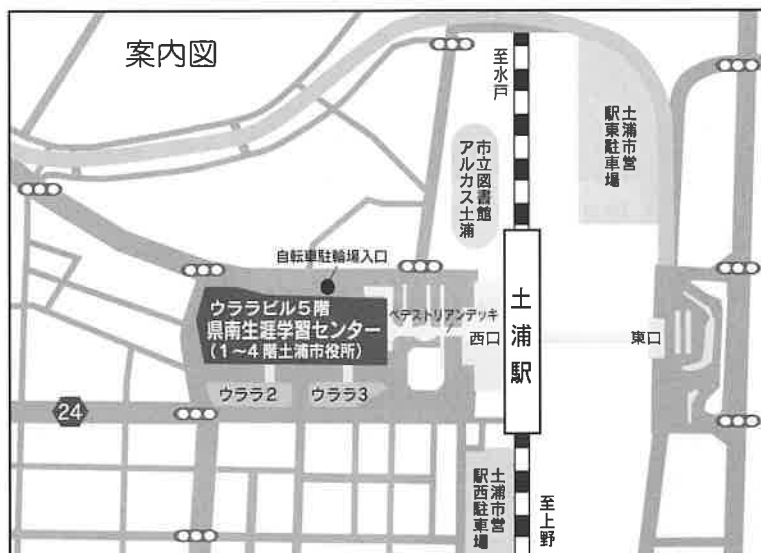 案内図
至水戸
土浦市営
駅東駐車場
市立図書館
アルカス土浦
自転車駐輪場入口
ウララビル5階
県南生涯学習センター
(1~4階土浦市役所)
ペデストリアンデッキ
西口
土浦駅
東口
ウララ2
ウララ3
24
土浦市営
駅西駐車場
至上野